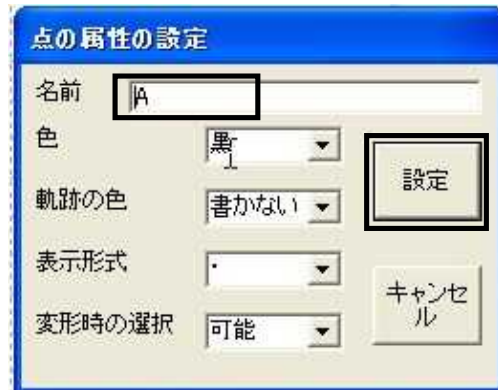 点の属性の設定
名前 A
色 黒
軌跡の色 書かない
表示形式 ・
変形時の選択 可能
設定
キャンセ
ル